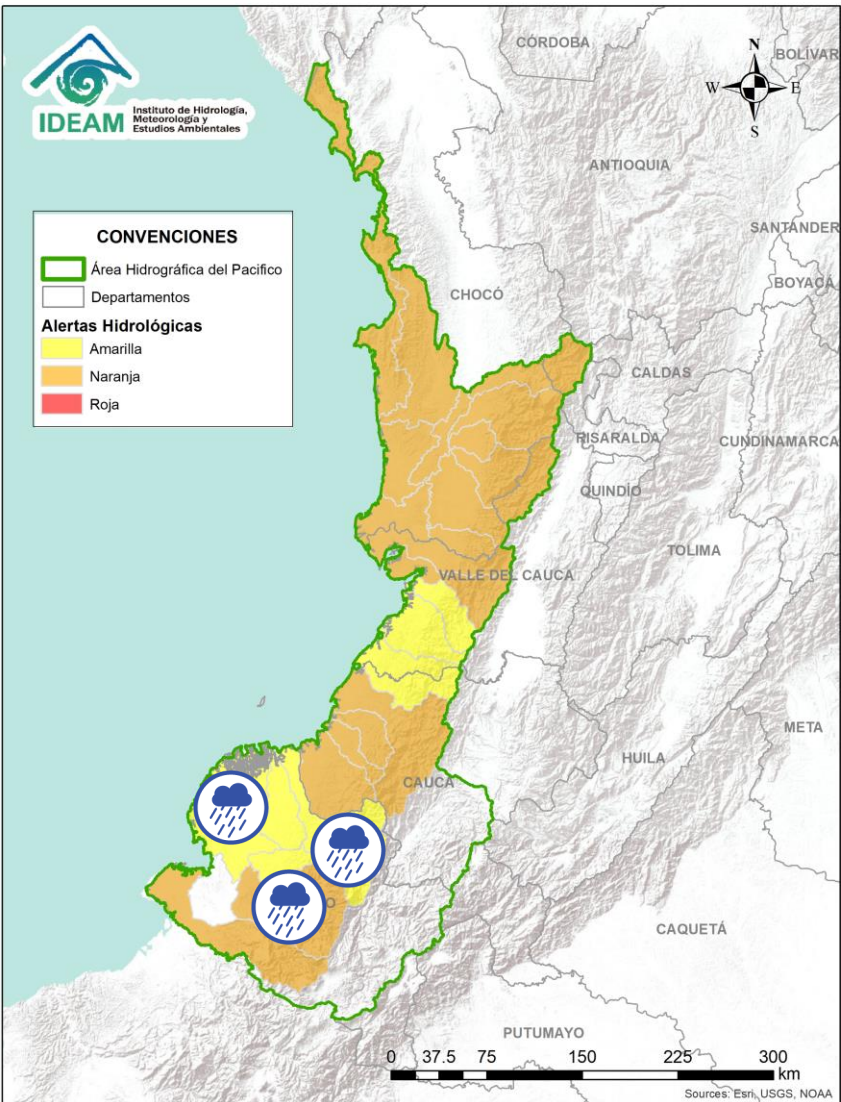 IDEAM
Instituto de Hidrología,
Meteorología y
Estudios Ambientales
N
W
E
S
CONVENCIONES
Área Hidrográfica del Pacifico
Departamentos
Alertas Hidrológicas
Amarilla
Naranja
Roja
CÓRDOBA
BOLÍVAR
ANTIOQUIA
SANTANDER
BOYACÁ
CHOCÓ
CALDAS
RISARALDA
CUNDINAMARCA
QUINDÍO
TOLIMA
VALLE DEL CAUCA
META
HUILA
CAUCA
O
CAQUETÁ
PUTUMAYO
0 37.5 75 150 225 300
km
Sources: Esri, USGS, NOAA